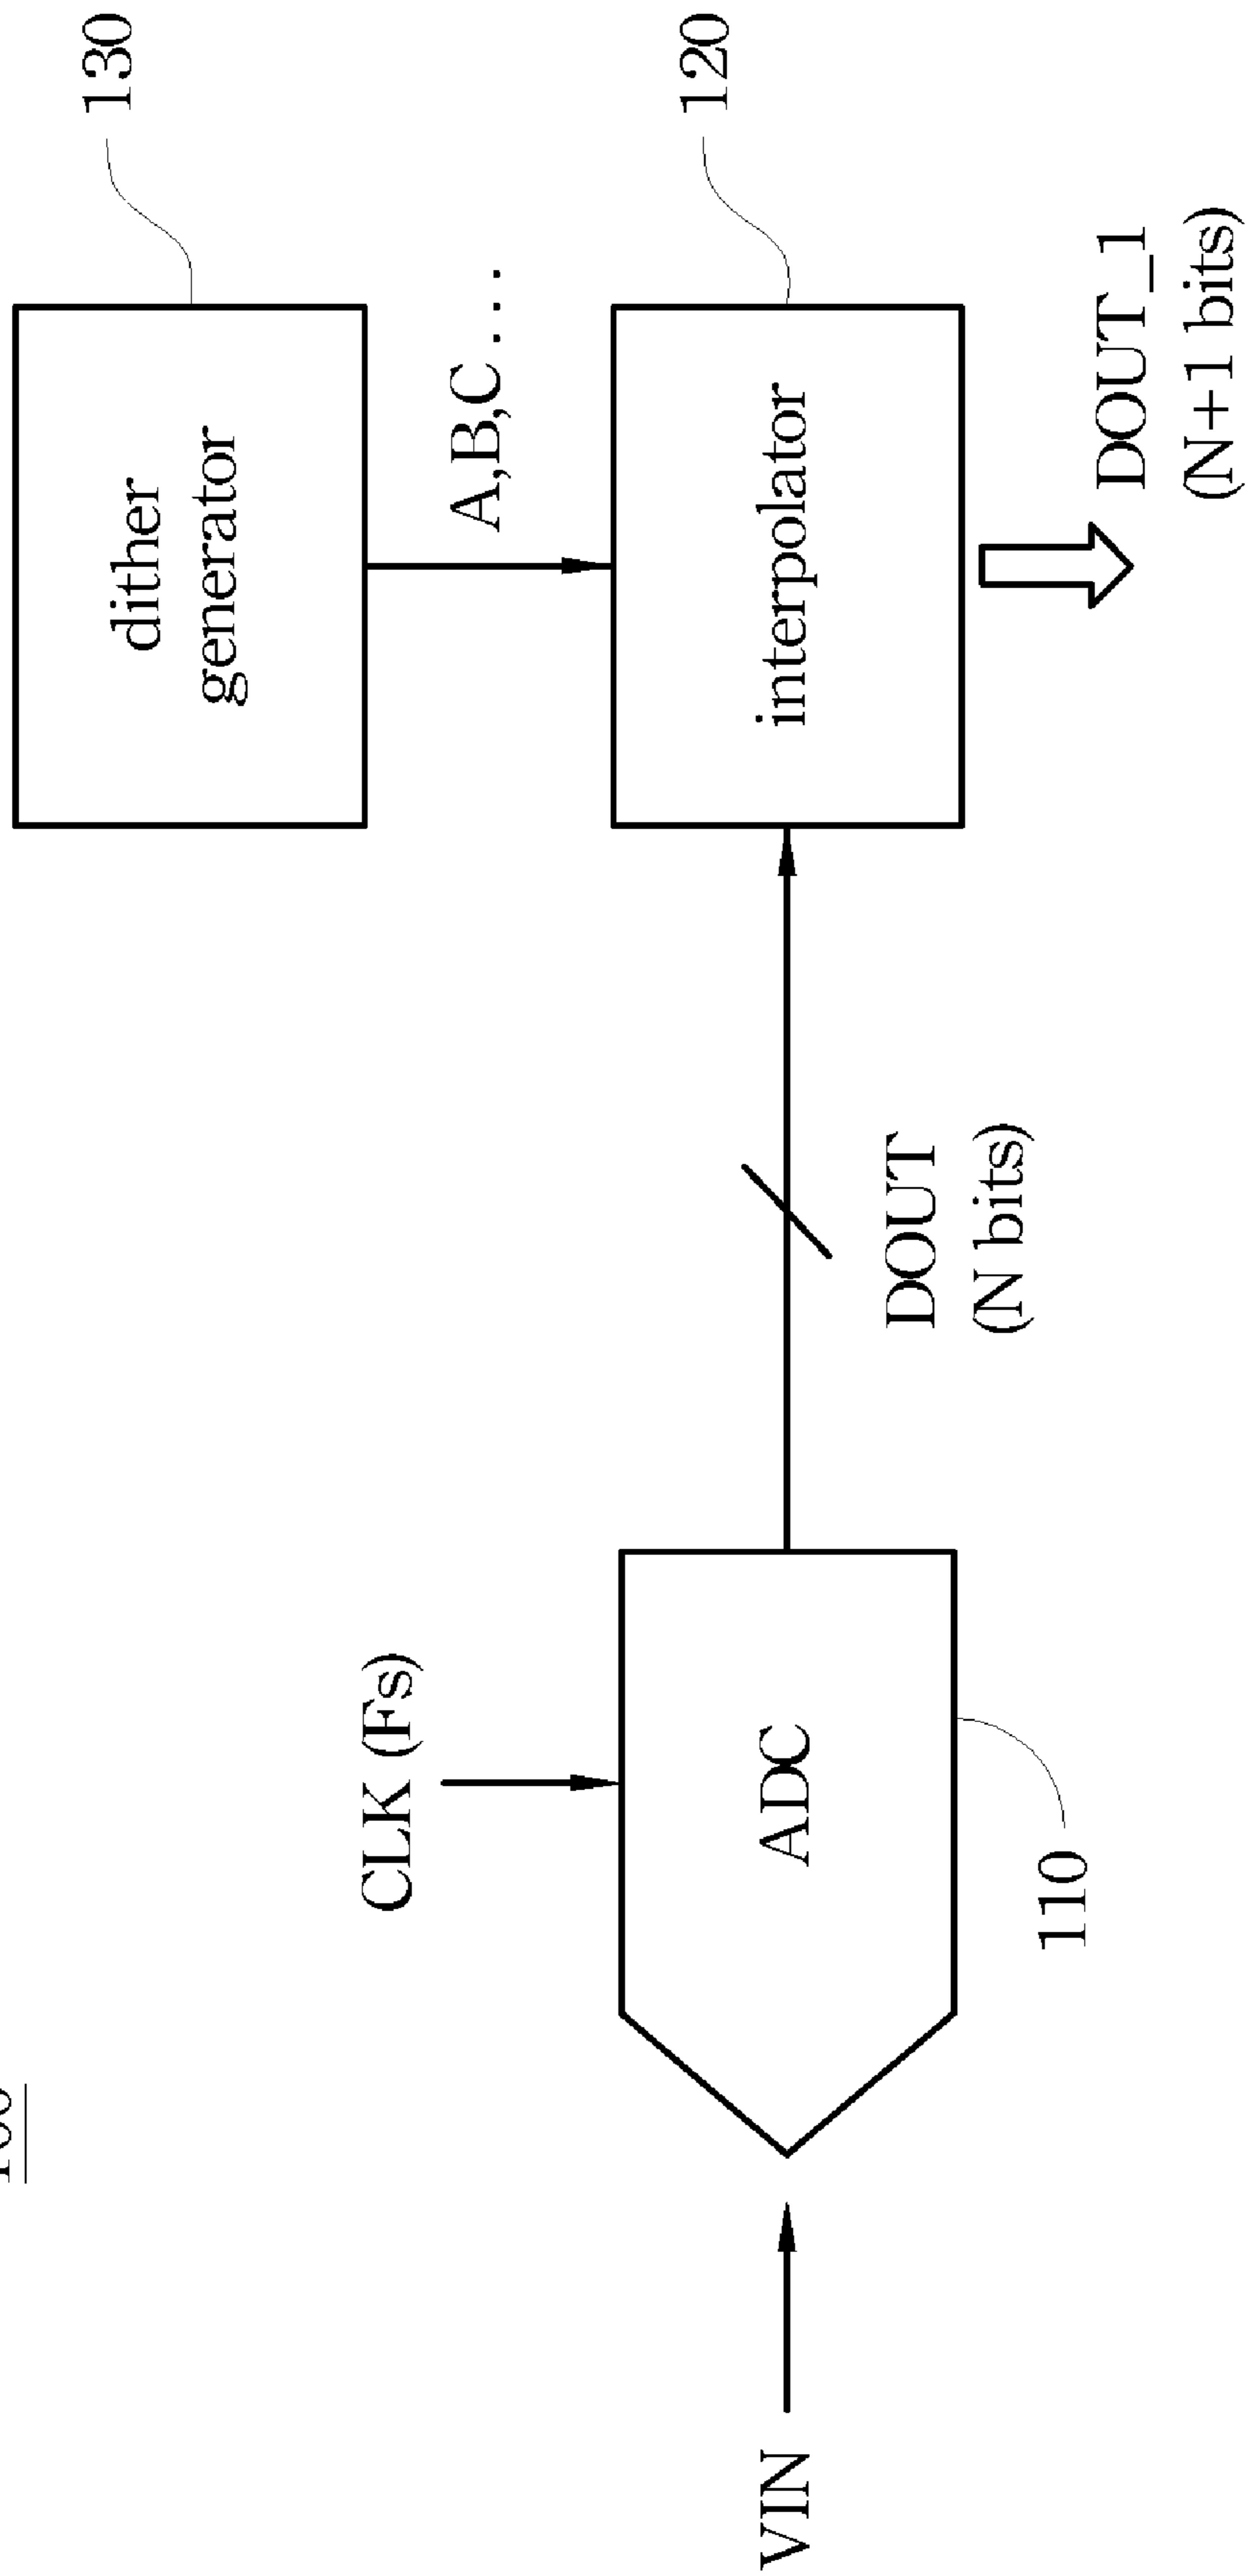 130
dither
generator
A,B,C...
120
interpolator
DOUT_1
(N+1 bits)
DOUT
(N bits)
CLK (Fs)
ADC
110
VIN